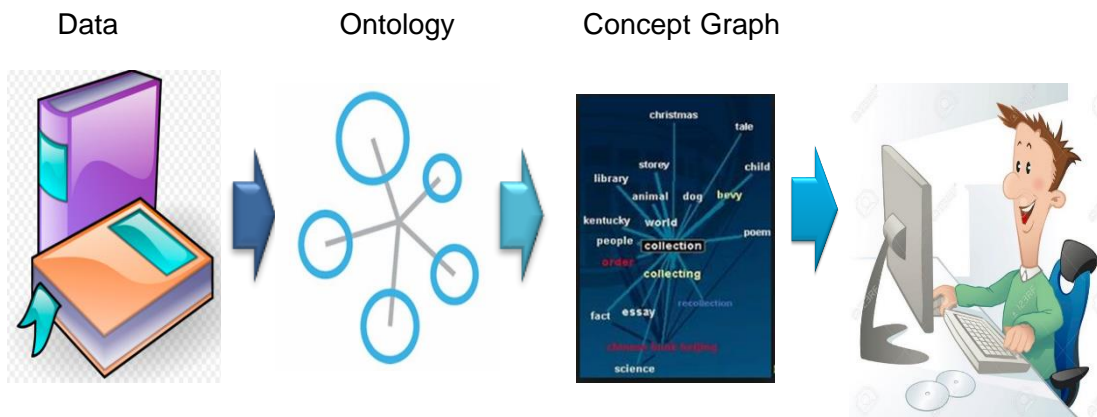 Data
Ontology
Concept Graph
christmas
tale
storey
child
library
animal
dog
bevy
kentucky
world
people
poem
collection
order
collecting
recollection
fact
essay
science
123RF